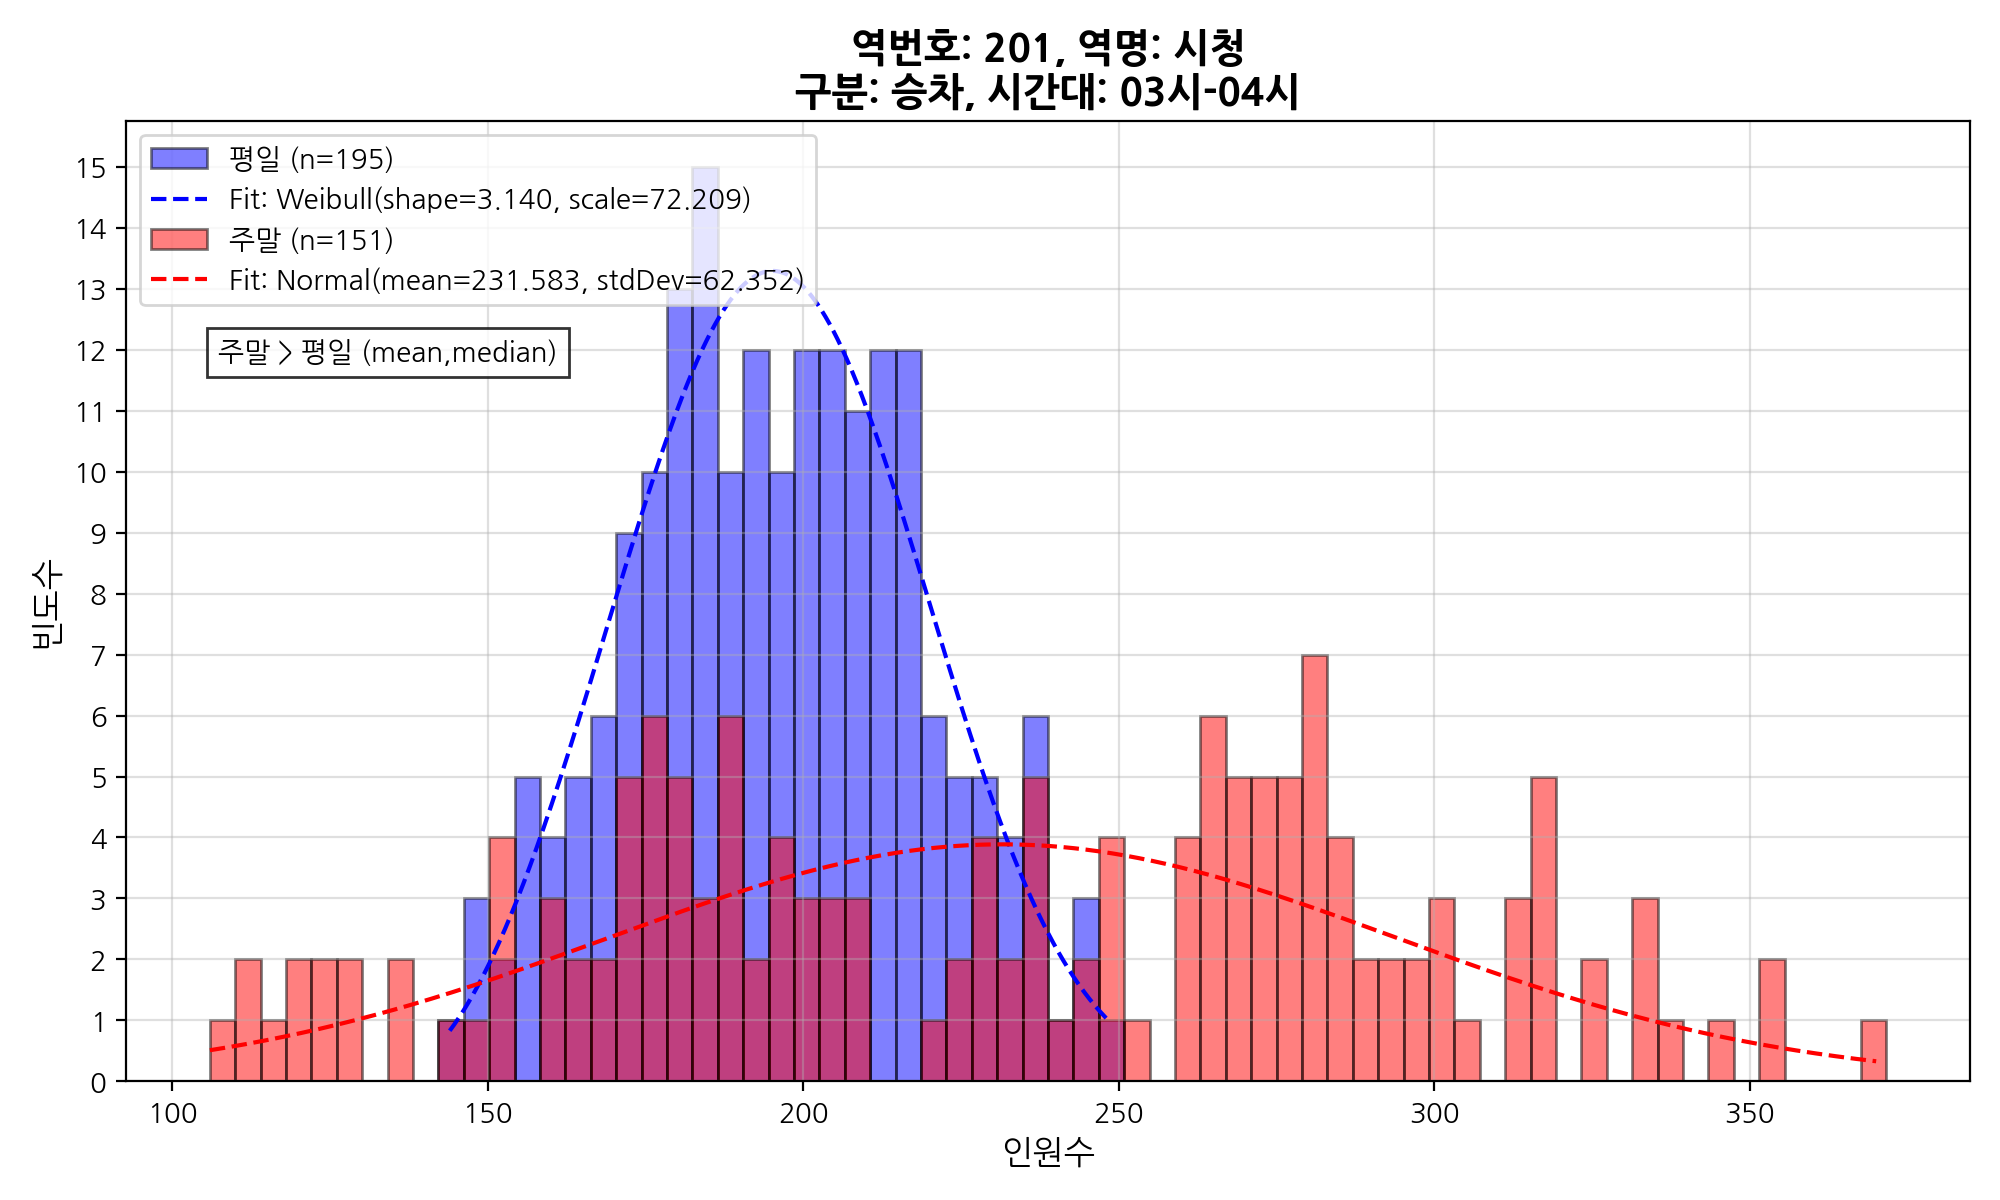 역번호: 201, 역명: 시청
구분: 승차, 시간대: 03시-04시
평일 (n=195)
Fit: Weibull(shape=3.140, scale=72.209)
주말 (n=151)
Fit: Normal(mean=231.583, stdDev=62.352)
주말 > 평일 (mean,median)
빈도수
15
14
13
12
11
10
9
8
7
6
5
4
3
2
1
0
100 150 200 250 300 350
인원수